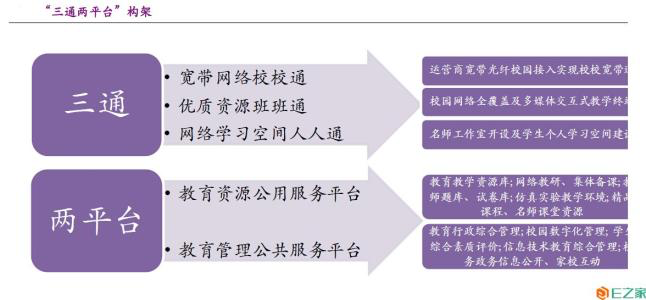 “三通两平台”构架
三通
• 宽带网络校校通
• 优质资源班班通
• 网络学习空间人人通
运营商宽带光纤校园接入实现校校宽带
校园网络全覆盖及多媒体交互式教学终
名师工作室开设及学生个人学习空间建
两平台
• 教育资源公用服务平台
• 教育管理公共服务平台
教育教学资源库;网络教研、集体备课;
师题库、试卷库;仿真实验教学环境;精品
课程、名师课堂资源
教育行政综合管理;校园数字化管理;学生
综合素质评价;信息技术教育综合管理;
务政务信息公开、家校互动
E之家